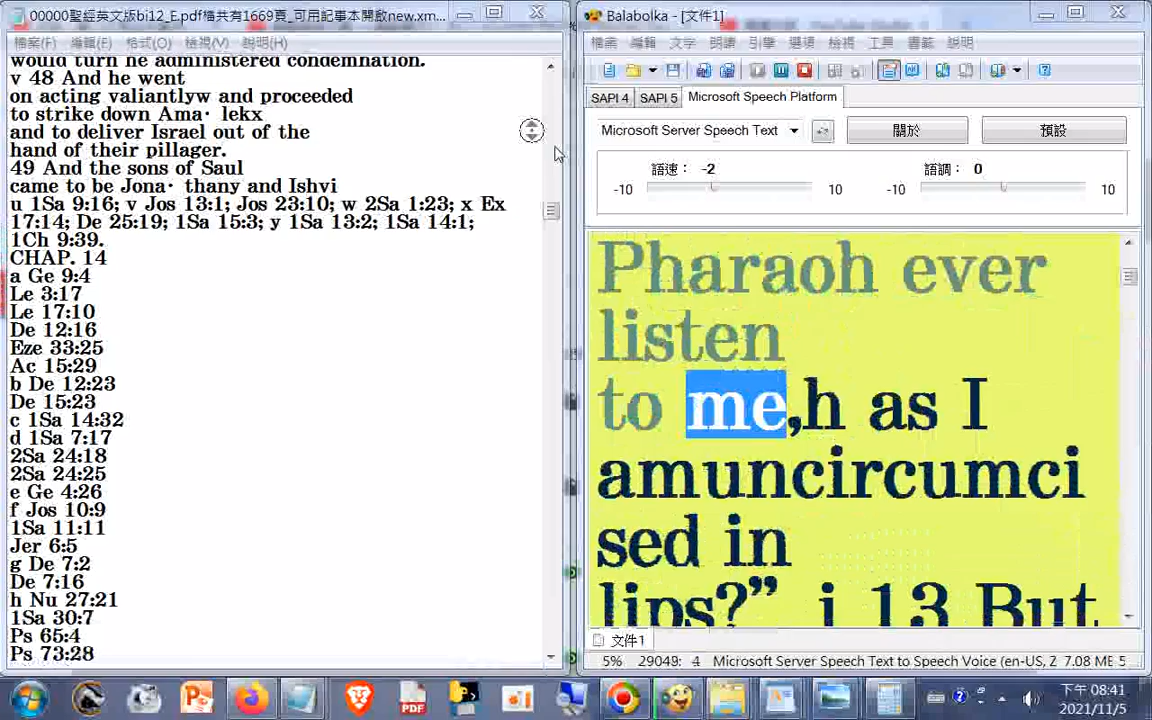 00000聖經英文版bi12_E.pdf檔共有1669頁_可用記事本開啟new.xm...
檔案(F) 編輯(E) 格式(O) 檢視(V) 說明(H)
would turn he administered condemnation.
v 48 And he went
on acting valiantlyw and proceeded
to strike down Ama· lekx
and to deliver Israel out of the
hand of their pillager.
49 And the sons of Saul
came to be Jona· thany and Ishvi
u 1Sa 9:16; v Jos 13:1; Jos 23:10; w 2Sa 1:23; x Ex
17:14; De 25:19; 1Sa 15:3; y 1Sa 13:2; 1Sa 14:1;
1Ch 9:39.
CHAP. 14
a Ge 9:4
Le 3:17
Le 17:10
De 12:16
Eze 33:25
Ac 15:29
b De 12:23
De 15:23
c 1Sa 14:32
d 1Sa 7:17
2Sa 24:18
2Sa 24:25
e Ge 4:26
f Jos 10:9
1Sa 11:11
Jer 6:5
g De 7:2
De 7:16
h Nu 27:21
1Sa 30:7
Ps 65:4
Ps 73:28
Balabolka - [文件1]
檔案 編輯 文字 朗讀 引擎 選項 檢視 工具 書籤 說明
SAPI 4 SAPI 5 Microsoft Speech Platform
Microsoft Server Speech Text 關於 預設
語速: -2 語調: 0
-10 10 -10 10
Pharaoh ever
listen
to me,h as I
amuncircumci
sed in
lips?” i 13 But
文件1
5% 29049: 4 Microsoft Server Speech Text to Speech Voice (en-US, Z 7.08 MB 5
PDF
下午 08:41
2021/11/5